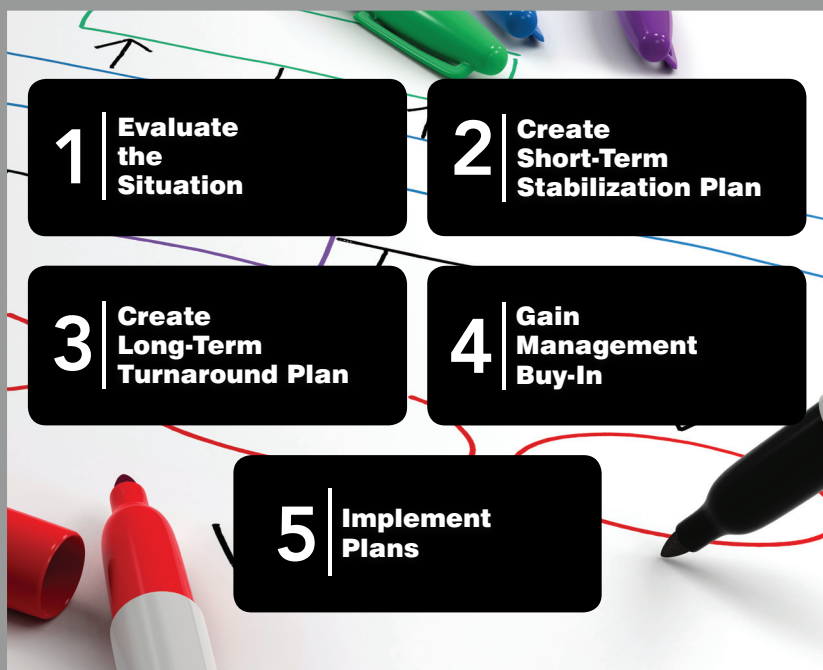 1
Evaluate
the
Situation
2
Create
Short-Term
Stabilization Plan
3
Create
Long-Term
Turnaround Plan
4
Gain
Management
Buy-In
5
Implement
Plans